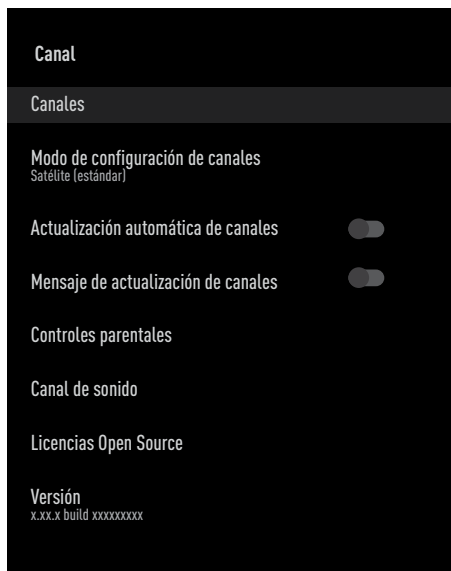 Canal
Canales
Modo de configuración de canales
Satélite (estándar)
Actualización automática de canales
Mensaje de actualización de canales
Controles parentales
Canal de sonido
Licencias Open Source
Versión
x.xx.x build xxxxxxxxx